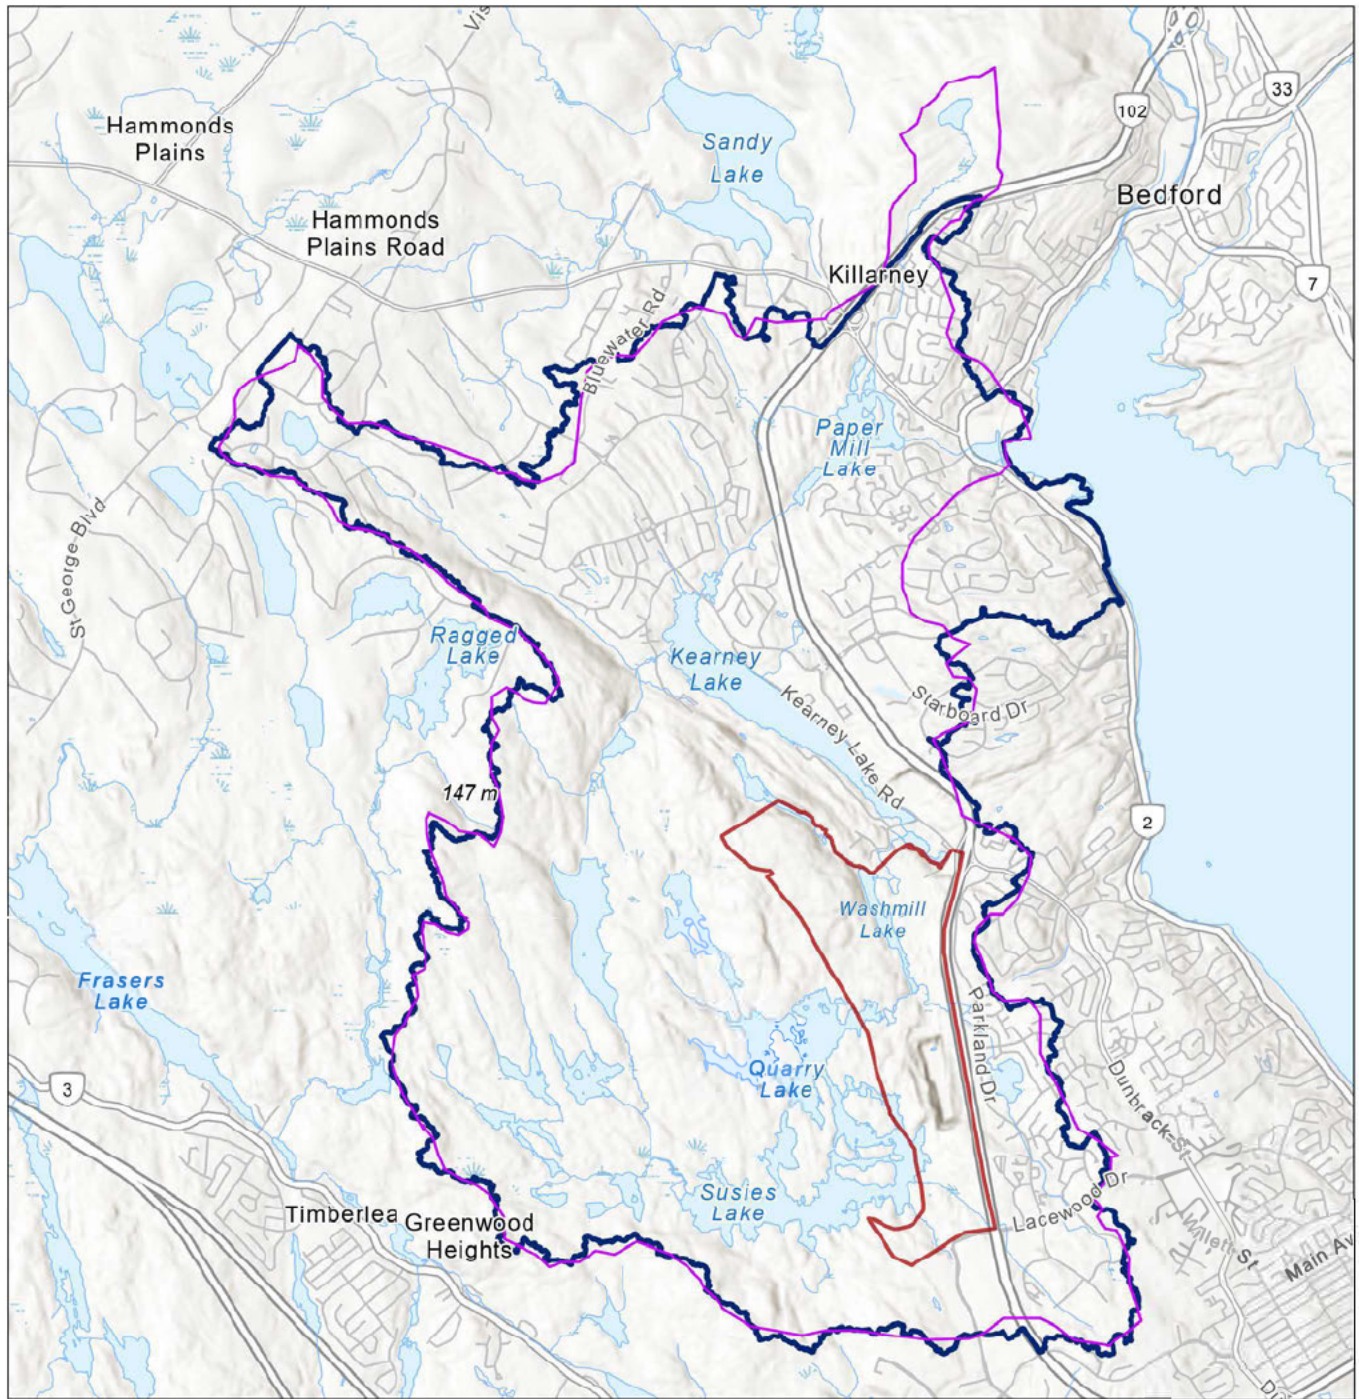 Vis
33
102
Hammonds
Plains
Sandy
Lake
Bedford
Hammonds
Plains Road
Killarney
7
Bluewater Rd
Paper
Mill
Lake
St George Blvd
Ragged
Lake
Kearney
Lake
Starboard Dr
Kearney Lake Rd
147 m
2
Washmill
Lake
Frasers
Lake
Parkland Dr
Quarry
Lake
3
Dunbrack St
Susies
Lake
Lacewood Dr
Timberlea
Greenwood
Heights
Willett St
Main Av